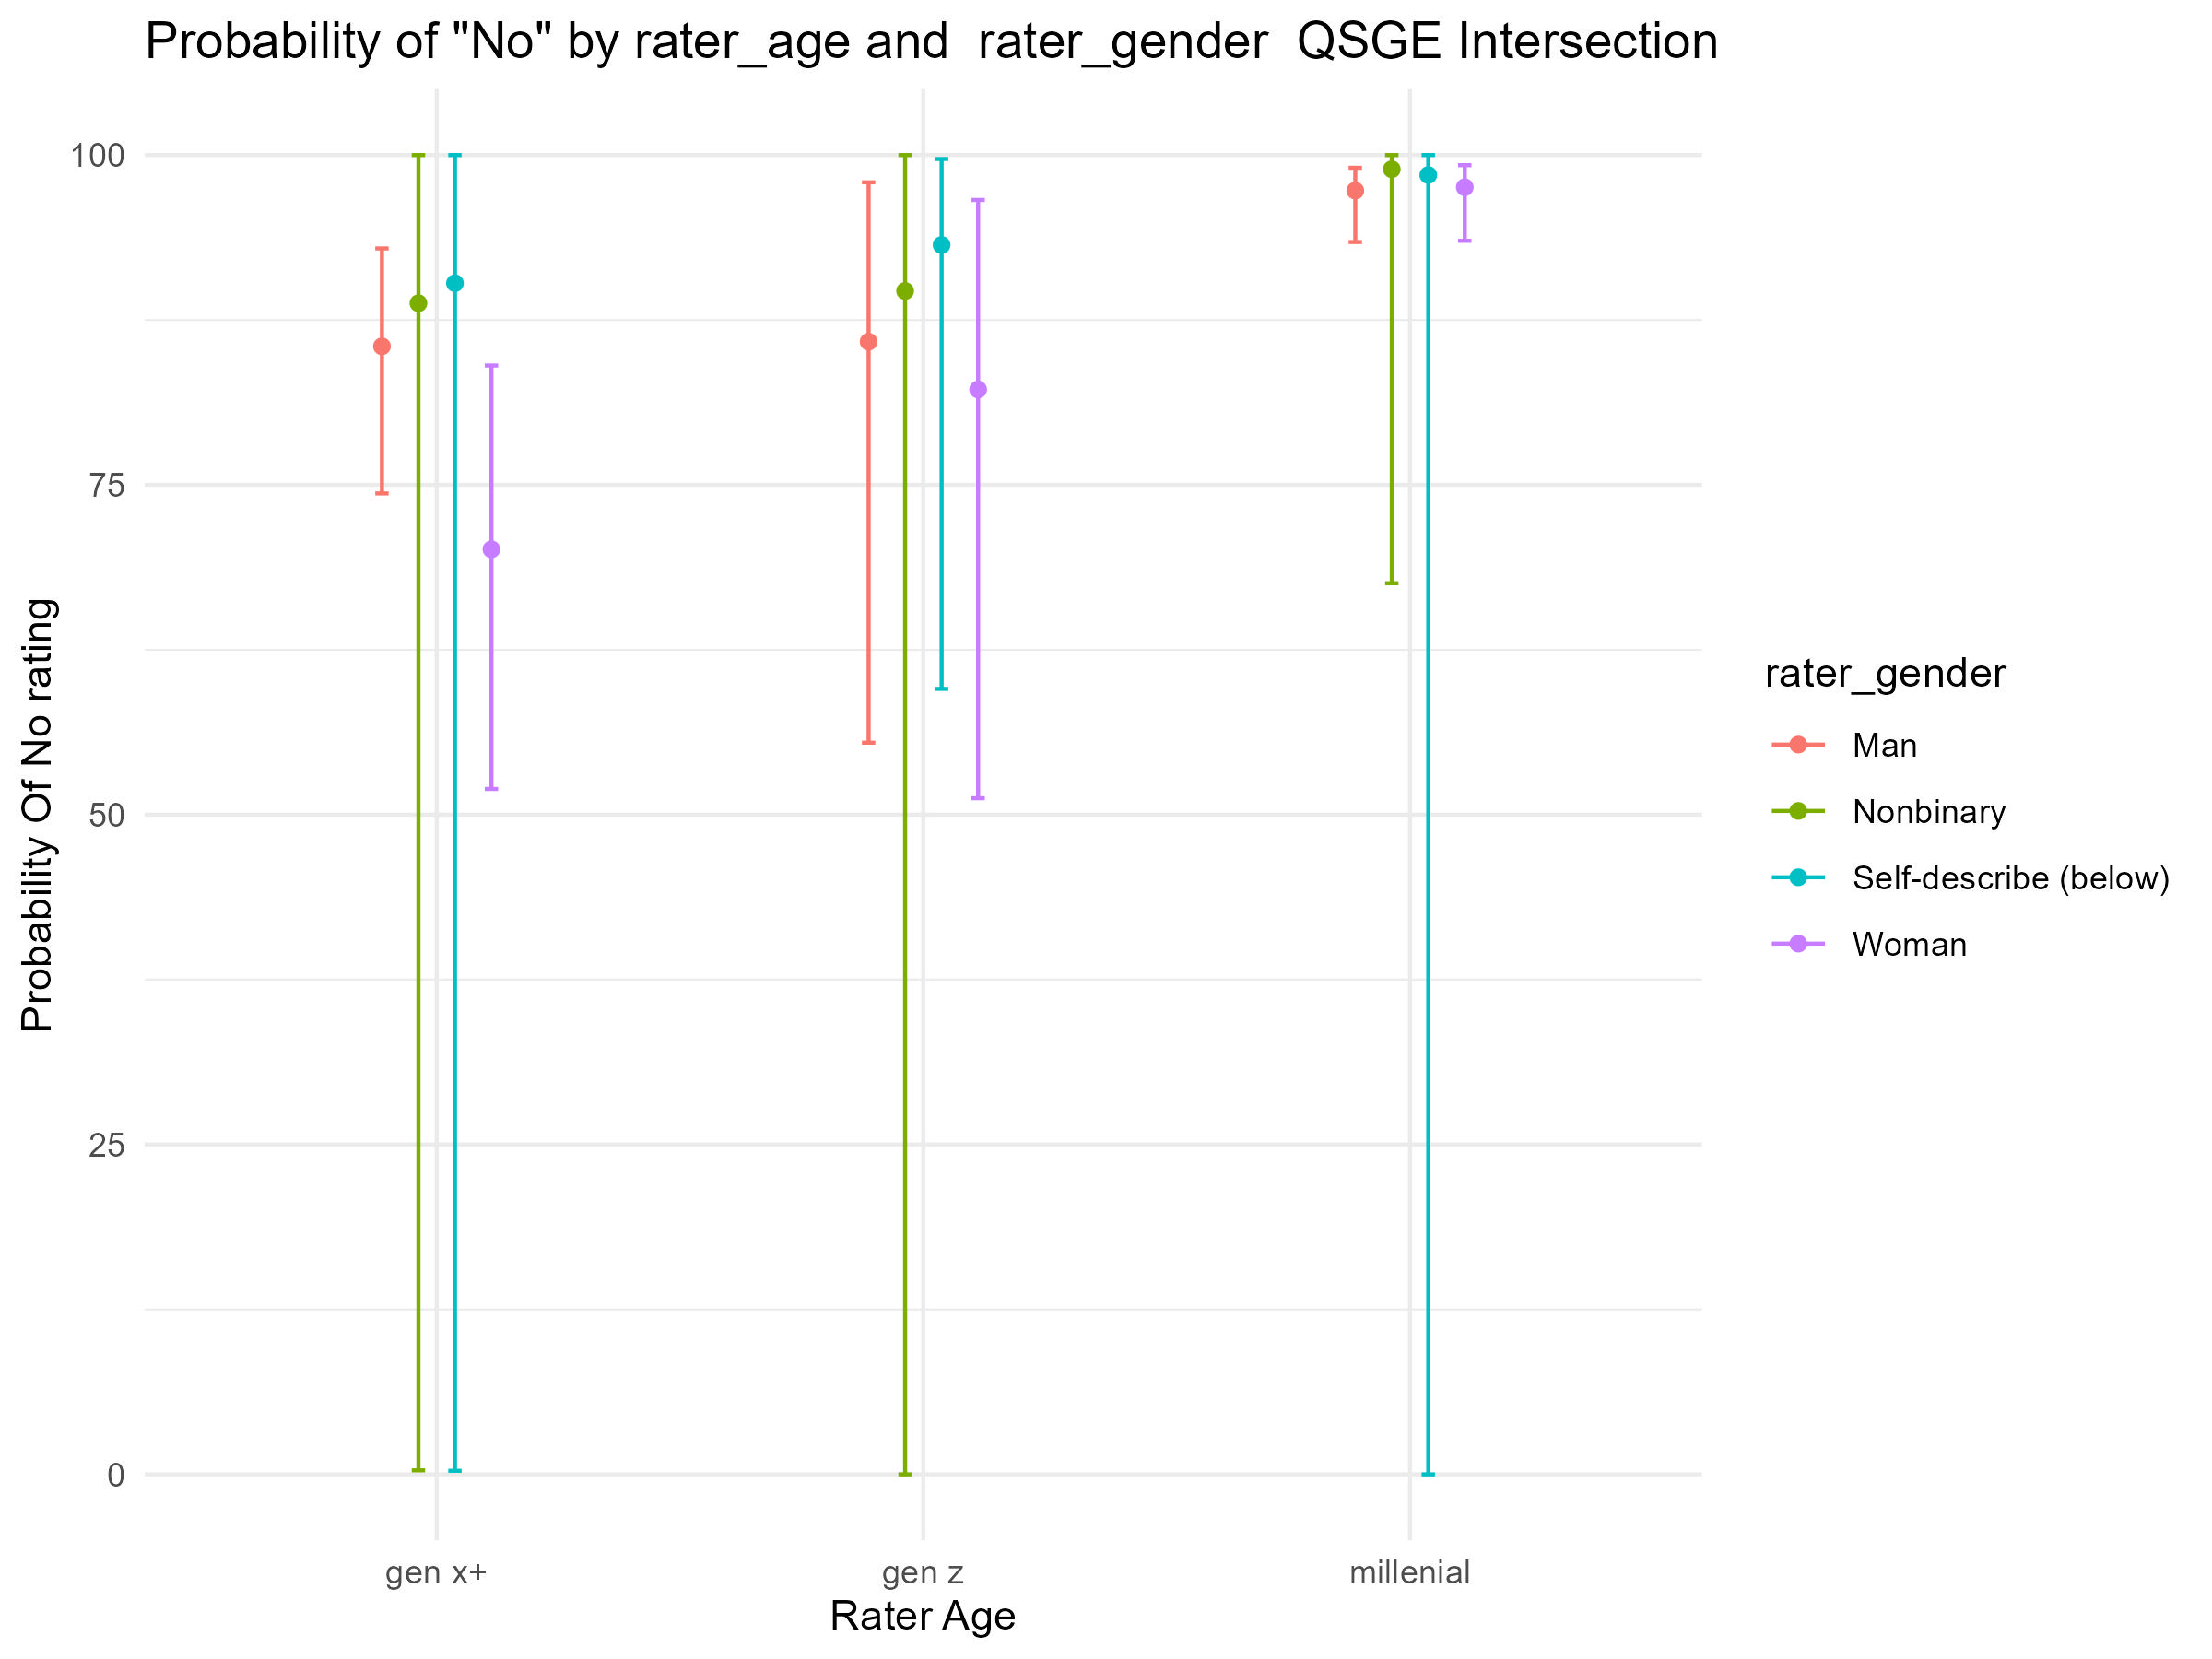 Probability of "No" by rater_age and  rater_gender  QSGE Intersection
Probability Of No rating
100
75
50
25
0
gen x+
gen z
millenial
Rater Age
rater_gender
Man
Nonbinary
Self-describe (below)
Woman